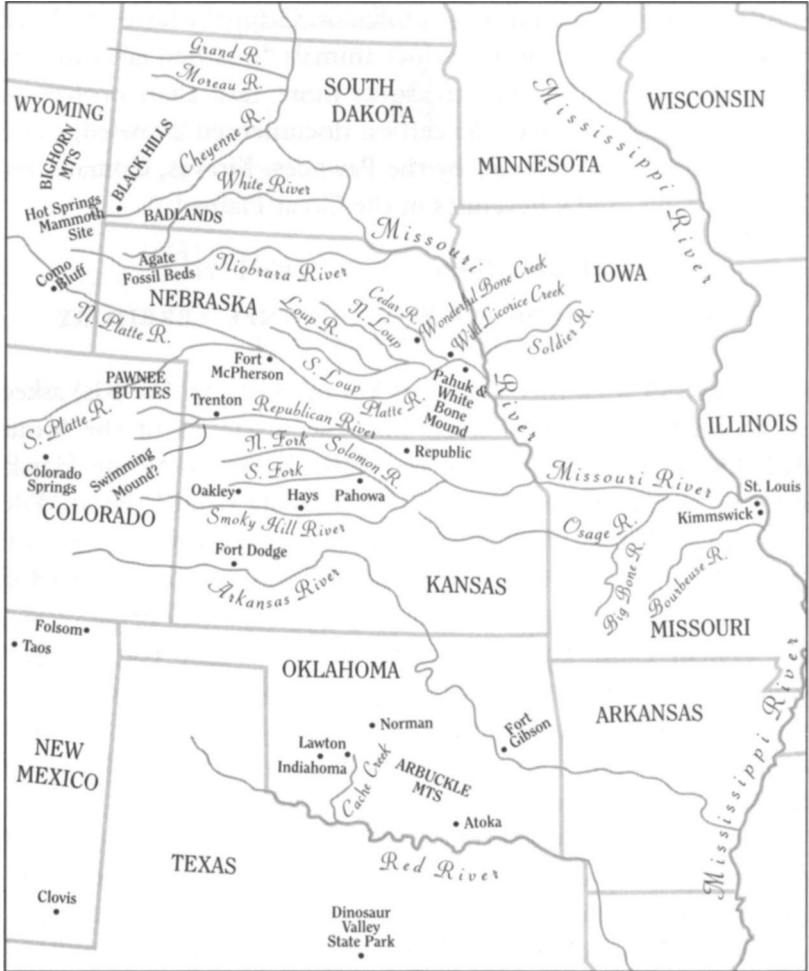 Grand R.
Moreau R.
SOUTH
DAKOTA
WISCONSIN
Mississippi River
WYOMING
BIGHORN
MTS
BLACK HILLS
Cheyenne R.
MINNESOTA
White River
Hot Springs
Mammoth
Site
BADLANDS
Missouri River
Agate
Fossil Beds
Niobrara River
IOWA
Como
Bluff
NEBRASKA
Cedar R.
Wonderful Bone Creek
Wild Licorice Creek
Loup R.
N. Loup
Soldier R.
N. Platte R.
Fort
McPherson
S. Loup
Platte R.
Pahuk &
White
Bone
Mound
PAWNEE
BUTTES
Trenton
Republican River
ILLINOIS
S. Platte R.
N. Fork
Solomon R.
Republic
Swimming
Mound?
S. Fork
Missouri River
St. Louis
Colorado
Springs
Oakley
Hays
Pahowa
Kimmswick
COLORADO
Smoky Hill River
Osage R.
Fort Dodge
Arkansas River
KANSAS
Big Bone R.
Bourbeuse R.
MISSOURI
Folsom
Taos
OKLAHOMA
Mississippi River
Norman
Fort
Gibson
ARKANSAS
NEW
MEXICO
Lawton
Indiahoma
Cache Creek
ARBUCKLE
MTS
Atoka
TEXAS
Red River
Clovis
Dinosaur
Valley
State Park